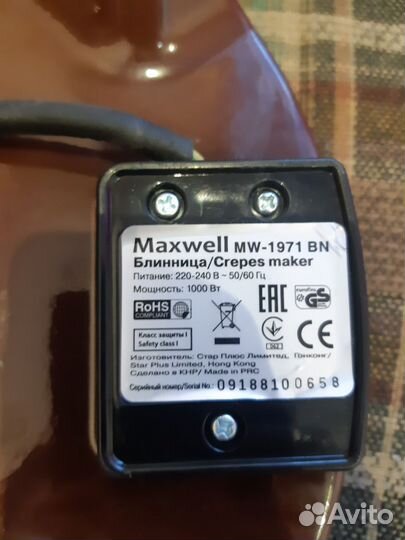 Maxwell MW-1971 BN
Блинница/Crepes maker
Питание: 220-240 В ~ 50/60 Гц
Мощность: 1000 Вт
RoHS
COMPLIANT
EAC
GS
Класс защиты I
Safety class I
CE
Изготовитель: Стар Плюс Лимитед, Гонконг/
Star Plus Limited, Hong Kong
Сделано в КНР/ Made in PRC
Серийный номер/Serial No.: 09188100658
Avito